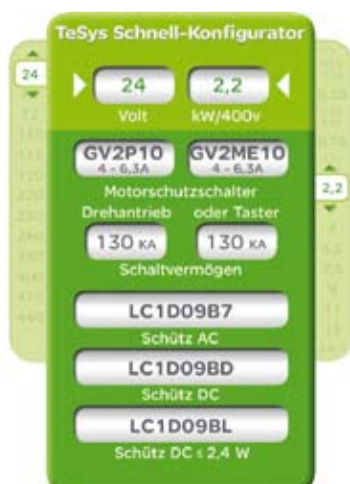 TeSys Schnell-Konfigurator
24
24 2,2
Volt kW/400v
GV2P10 GV2ME10
4 - 6,3A 4 - 6,3A
Motorschutzschalter
Drehantrieb oder Taster
2,2
130 KA 130 KA
Schaltvermögen
LC1D09B7
Schütz AC
LC1D09BD
Schütz DC
LC1D09BL
Schütz DC ≤ 2,4 W